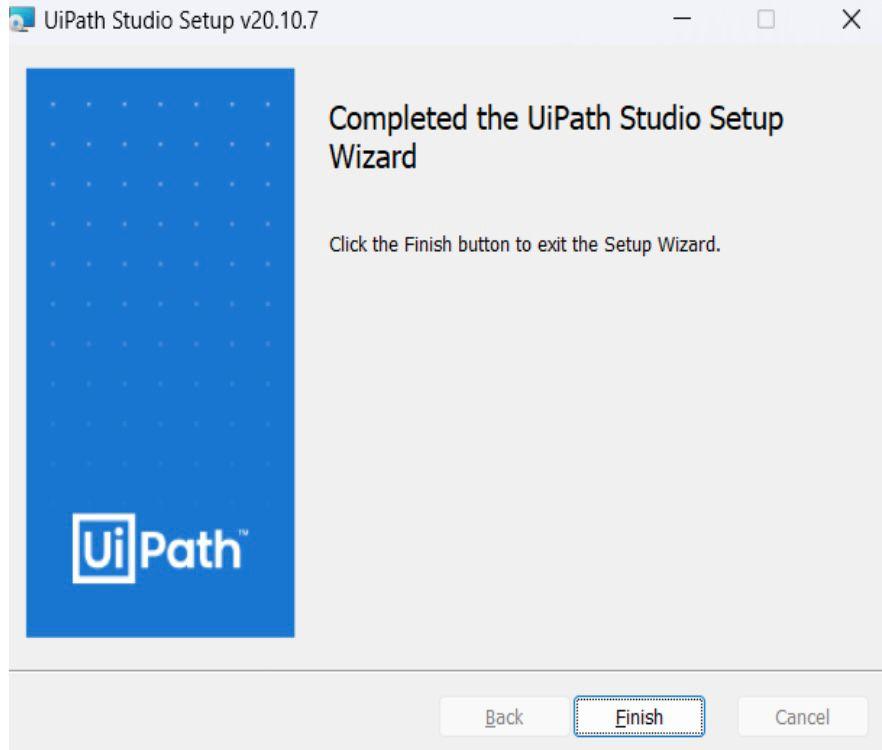 UiPath Studio Setup v20.10.7
Completed the UiPath Studio Setup
Wizard
Click the Finish button to exit the Setup Wizard.
UiPath™
Back
Finish
Cancel